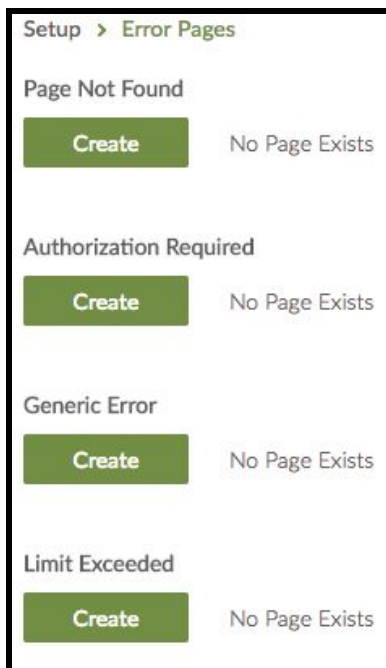 Setup > Error Pages
Page Not Found
Create No Page Exists
Authorization Required
Create No Page Exists
Generic Error
Create No Page Exists
Limit Exceeded
Create No Page Exists